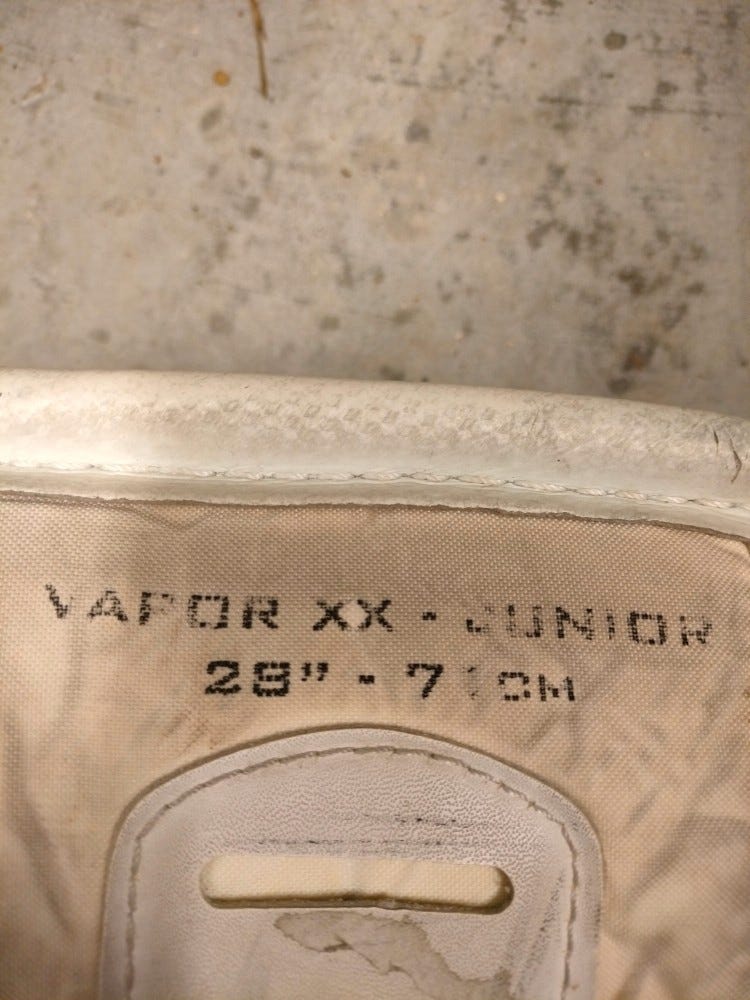 VAPOR XX - JUNIOR
28" - 71CM